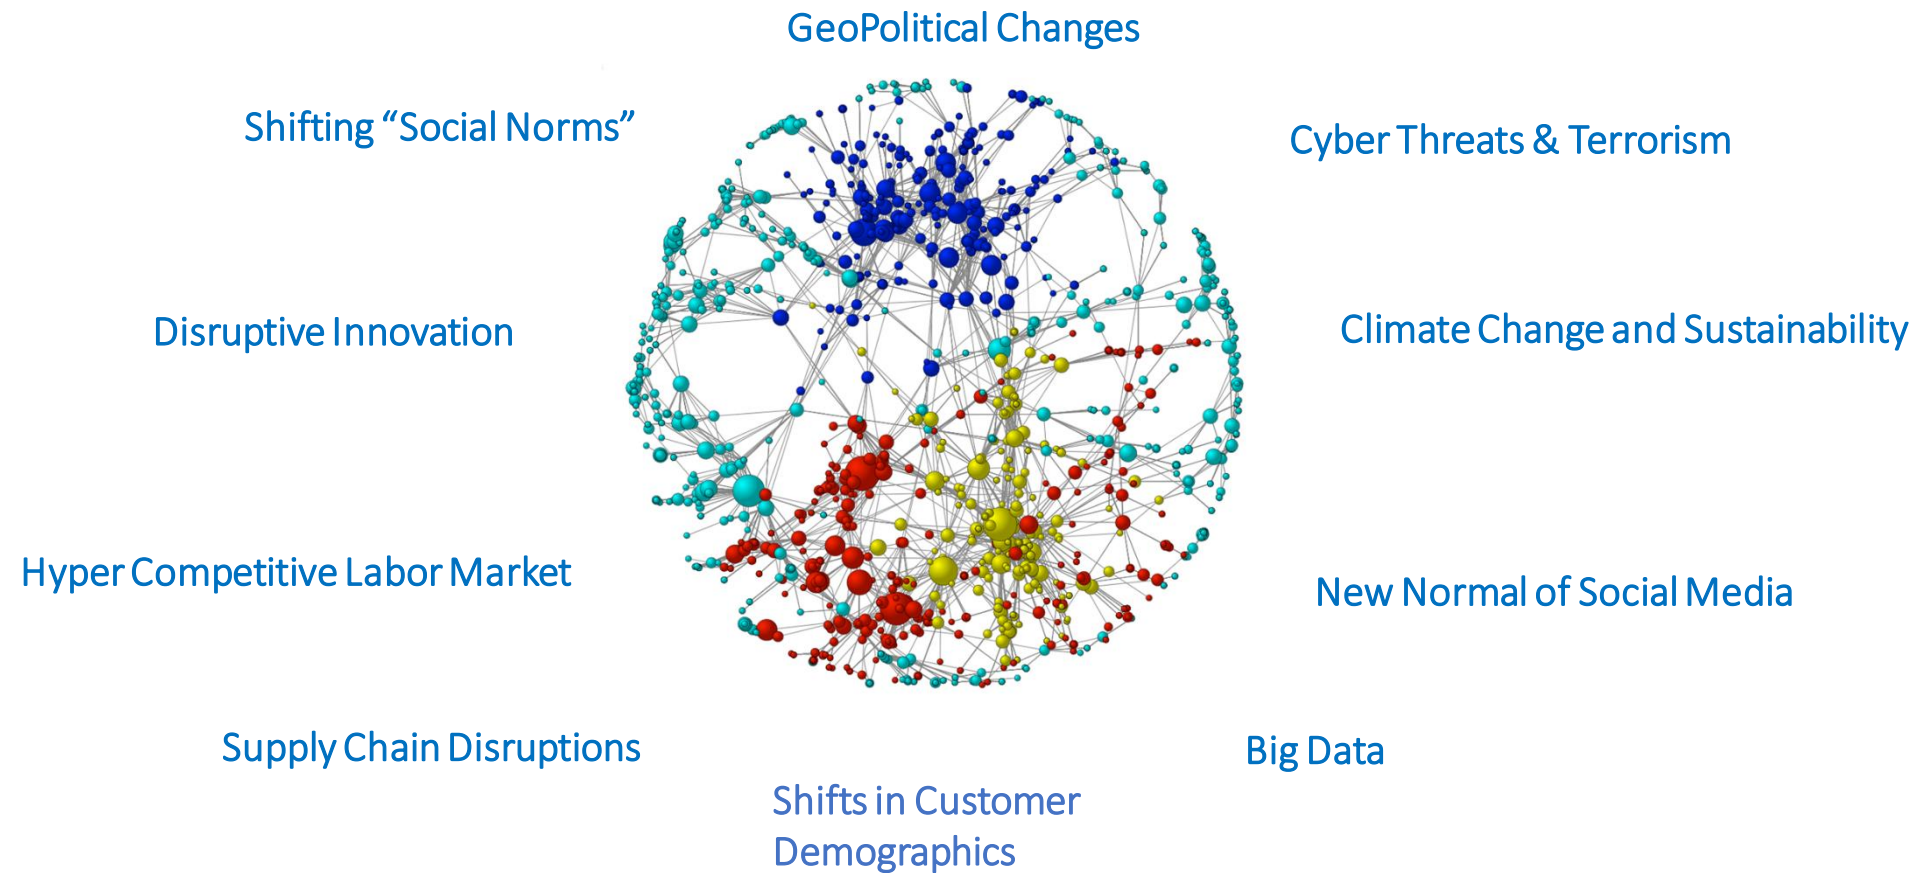 GeoPolitical Changes
Shifting “Social Norms”
Cyber Threats & Terrorism
Disruptive Innovation
Climate Change and Sustainability
Hyper Competitive Labor Market
New Normal of Social Media
Supply Chain Disruptions
Big Data
Shifts in Customer
Demographics